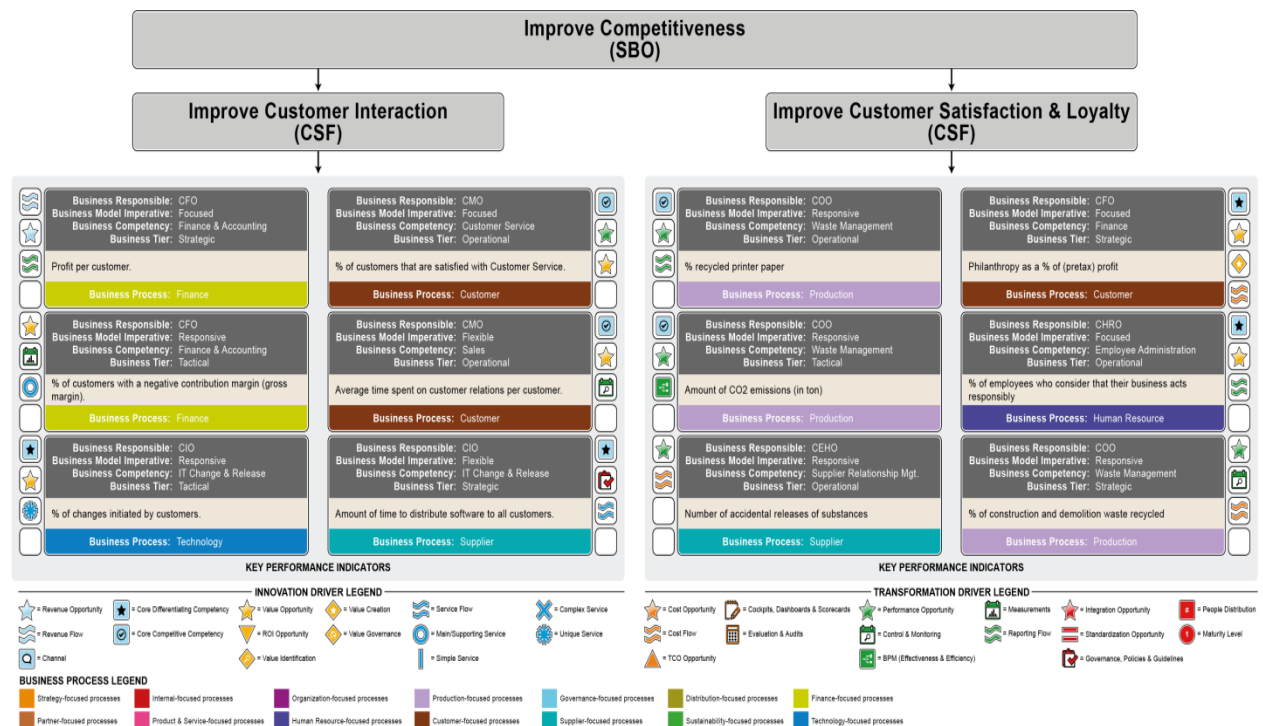 Improve Competitiveness
(SBO)
Improve Customer Interaction
(CSF)
Improve Customer Satisfaction & Loyalty
(CSF)
Business Responsible: CFO
Business Model Imperative: Focused
Business Competency: Finance & Accounting
Business Tier: Strategic
Profit per customer.
Business Process: Finance
Business Responsible: CMO
Business Model Imperative: Focused
Business Competency: Customer Service
Business Tier: Operational
% of customers that are satisfied with Customer Service.
Business Process: Customer
Business Responsible: CFO
Business Model Imperative: Responsive
Business Competency: Finance & Accounting
Business Tier: Tactical
% of customers with a negative contribution margin (gross
margin).
Business Process: Finance
Business Responsible: CMO
Business Model Imperative: Flexible
Business Competency: Sales
Business Tier: Operational
Average time spent on customer relations per customer.
Business Process: Customer
Business Responsible: CIO
Business Model Imperative: Responsive
Business Competency: IT Change & Release
Business Tier: Tactical
% of changes initiated by customers.
Business Process: Technology
Business Responsible: CIO
Business Model Imperative: Flexible
Business Competency: IT Change & Release
Business Tier: Strategic
Amount of time to distribute software to all customers.
Business Process: Supplier
KEY PERFORMANCE INDICATORS
Business Responsible: COO
Business Model Imperative: Responsive
Business Competency: Waste Management
Business Tier: Operational
% recycled printer paper
Business Process: Production
Business Responsible: CFO
Business Model Imperative: Focused
Business Competency: Finance
Business Tier: Strategic
Philanthropy as a % of (pretax) profit
Business Process: Customer
Business Responsible: COO
Business Model Imperative: Responsive
Business Competency: Waste Management
Business Tier: Tactical
Amount of CO2 emissions (in ton)
Business Process: Production
Business Responsible: CHRO
Business Model Imperative: Focused
Business Competency: Employee Administration
Business Tier: Operational
% of employees who consider that their business acts
responsibly
Business Process: Human Resource
Business Responsible: CEHO
Business Model Imperative: Responsive
Business Competency: Supplier Relationship Mgt.
Business Tier: Operational
Number of accidental releases of substances
Business Process: Supplier
Business Responsible: COO
Business Model Imperative: Responsive
Business Competency: Waste Management
Business Tier: Strategic
% of construction and demolition waste recycled
Business Process: Production
KEY PERFORMANCE INDICATORS
INNOVATION DRIVER LEGEND
= Revenue Opportunity
= Core Differentiating Competency
= Value Opportunity
= Value Creation
= Service Flow
= Complex Service
= Revenue Flow
= Core Competitive Competency
= ROI Opportunity
= Value Governance
= Main/Supporting Service
= Unique Service
= Channel
= Value Identification
= Simple Service
TRANSFORMATION DRIVER LEGEND
= Cost Opportunity
= Cockpits, Dashboards & Scorecards
= Performance Opportunity
= Measurements
= Integration Opportunity
= People Distribution
= Cost Flow
= Evaluation & Audits
= Control & Monitoring
= Reporting Flow
= Standardization Opportunity
= Maturity Level
= TCO Opportunity
= BPM (Effectiveness & Efficiency)
= Governance, Policies & Guidelines
BUSINESS PROCESS LEGEND
Strategy-focused processes
Internal-focused processes
Organization-focused processes
Production-focused processes
Governance-focused processes
Distribution-focused processes
Finance-focused processes
Partner-focused processes
Product & Service-focused processes
Human Resource-focused processes
Customer-focused processes
Supplier-focused processes
Sustainability-focused processes
Technology-focused processes